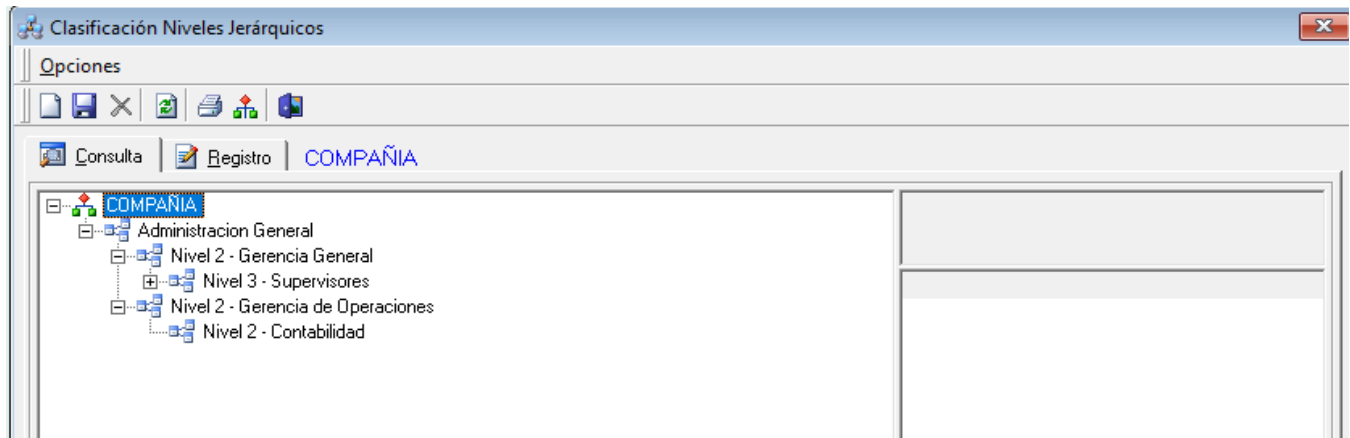 Clasificación Niveles Jerárquicos
Opciones
Consulta Registro COMPAÑIA
COMPAÑIA
Administracion General
Nivel 2 - Gerencia General
Nivel 3 - Supervisores
Nivel 2 - Gerencia de Operaciones
Nivel 2 - Contabilidad